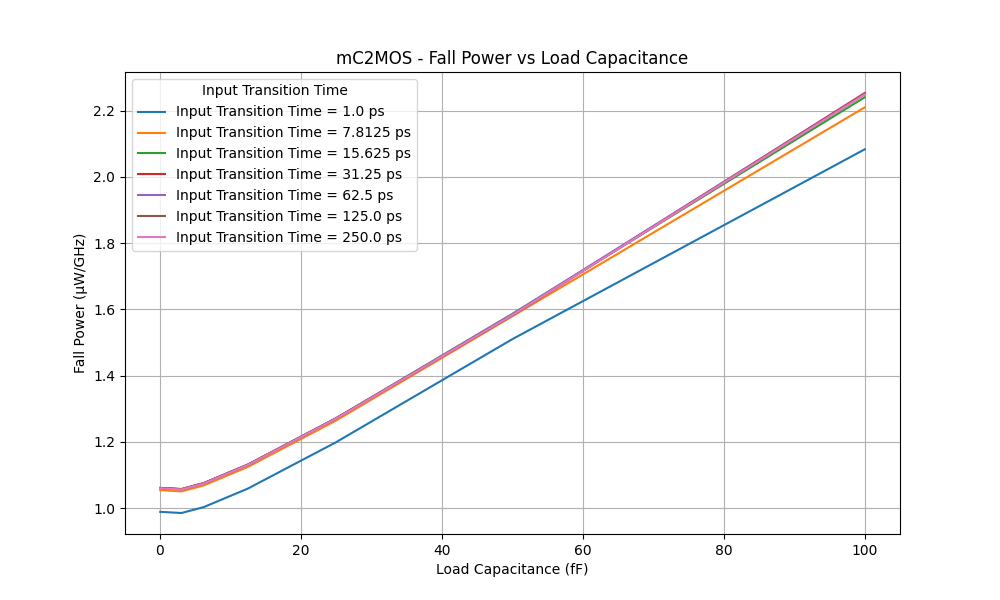 mC2MOS - Fall Power vs Load Capacitance
Input Transition Time
Input Transition Time = 1.0 ps
Input Transition Time = 7.8125 ps
Input Transition Time = 15.625 ps
Input Transition Time = 31.25 ps
Input Transition Time = 62.5 ps
Input Transition Time = 125.0 ps
Input Transition Time = 250.0 ps
Fall Power (μW/GHz)
2.2
2.0
1.8
1.6
1.4
1.2
1.0
0 20 40 60 80 100
Load Capacitance (fF)